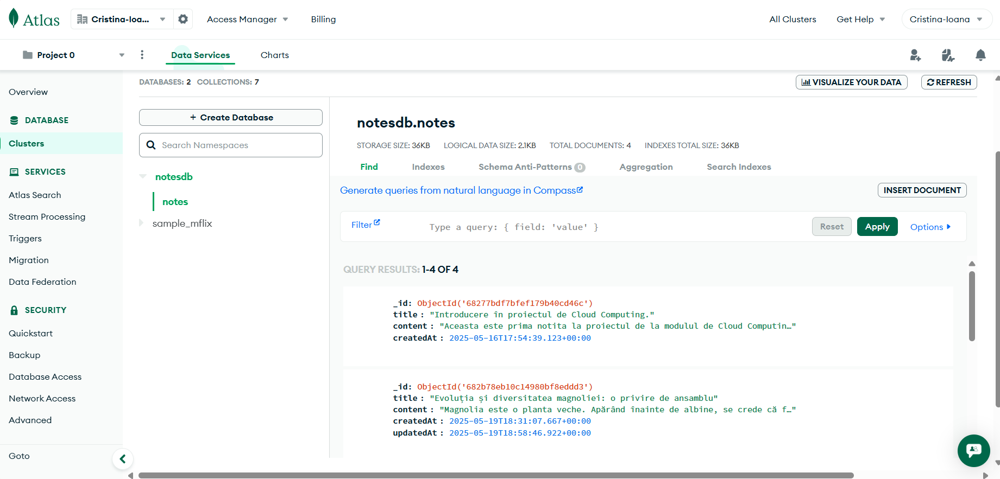 Atlas
Cristina-Ioa...
Access Manager
Billing
All Clusters
Get Help
Cristina-Ioana
Project 0
Data Services
Charts
Overview
DATABASE
Clusters
SERVICES
Atlas Search
Stream Processing
Triggers
Migration
Data Federation
SECURITY
Quickstart
Backup
Database Access
Network Access
Advanced
Goto
DATABASES: 2 COLLECTIONS: 7
VISUALIZE YOUR DATA
REFRESH
+ Create Database
Search Namespaces
notesdb
notes
sample_mflix
notesdb.notes
STORAGE SIZE: 36KB LOGICAL DATA SIZE: 2.1KB TOTAL DOCUMENTS: 4 INDEXES TOTAL SIZE: 36KB
Find Indexes Schema Anti-Patterns 0 Aggregation Search Indexes
Generate queries from natural language in Compass
INSERT DOCUMENT
Filter
Type a query: { field: 'value' }
Reset
Apply
Options
QUERY RESULTS: 1-4 OF 4
_id: ObjectId('68277bdf7bfef179b40cd46c')
title : "Introducere în proiectul de Cloud Computing."
content : "Aceasta este prima notita la proiectul de la modulul de Cloud Computin…"
createdAt : 2025-05-16T17:54:39.123+00:00
_id: ObjectId('682b78eb10c14980bf8eddd3')
title : "Evoluția și diversitatea magnoliei: o privire de ansamblu"
content : "Magnolia este o planta veche. Apărând înainte de albine, se crede că f…"
createdAt : 2025-05-19T18:31:07.667+00:00
updatedAt : 2025-05-19T18:58:46.922+00:00